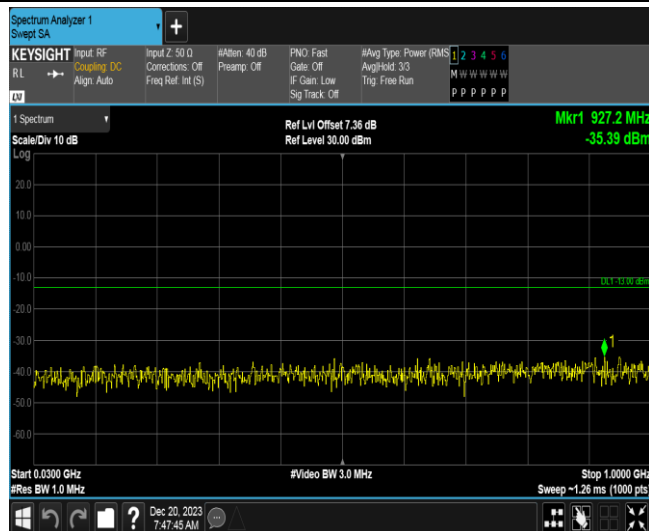 Spectrum Analyzer 1
Swept SA
+
KEYSIGHT
RL
LXI
Input: RF
Coupling: DC
Align: Auto
Input Z: 50 Ω
Corrections: Off
Freq Ref: Int (S)
#Atten: 40 dB
Preamp: Off
PNO: Fast
Gate: Off
IF Gain: Low
Sig Track: Off
#Avg Type: Power (RMS
Avg|Hold: 3/3
Trig: Free Run
1 2 3 4 5 6
M W W W W W
P P P P P P
1 Spectrum
Scale/Div 10 dB
Log
Ref Lvl Offset 7.36 dB
Ref Level 30.00 dBm
Mkr1 927.2 MHz
-35.39 dBm
20.0
10.0
0.00
-10.0
DL1 -13.00 dBm
-20.0
-30.0
1
-40.0
-50.0
-60.0
Start 0.0300 GHz
#Res BW 1.0 MHz
#Video BW 3.0 MHz
Stop 1.0000 GHz
Sweep ~1.26 ms (1000 pts)
?
Dec 20, 2023
7:47:45 AM